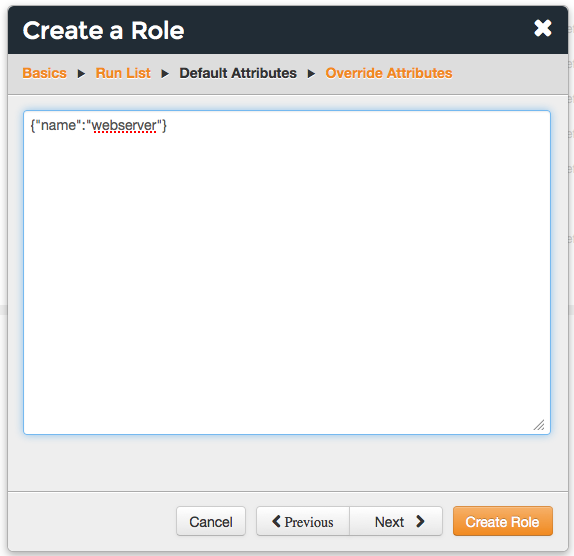 Create a Role
Basics ▶ Run List ▶ Default Attributes ▶ Override Attributes
{"name":"webserver"}
Cancel Previous Next Create Role